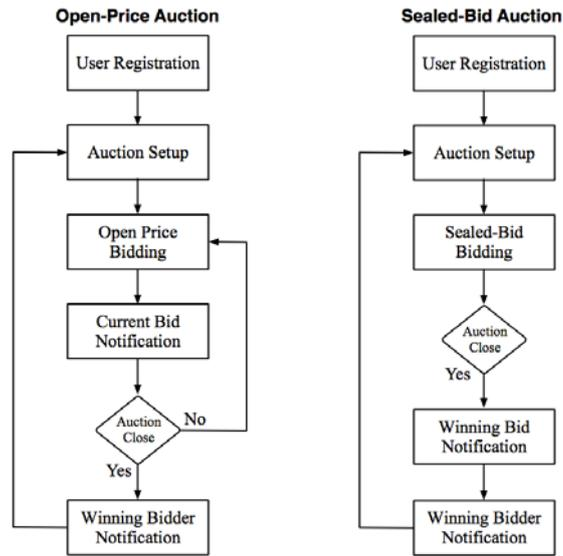 Open-Price Auction
User Registration
Auction Setup
Open Price
Bidding
Current Bid
Notification
Auction
Close
No
Yes
Winning Bidder
Notification
Sealed-Bid Auction
User Registration
Auction Setup
Sealed-Bid
Bidding
Auction
Close
Yes
Winning Bid
Notification
Winning Bidder
Notification